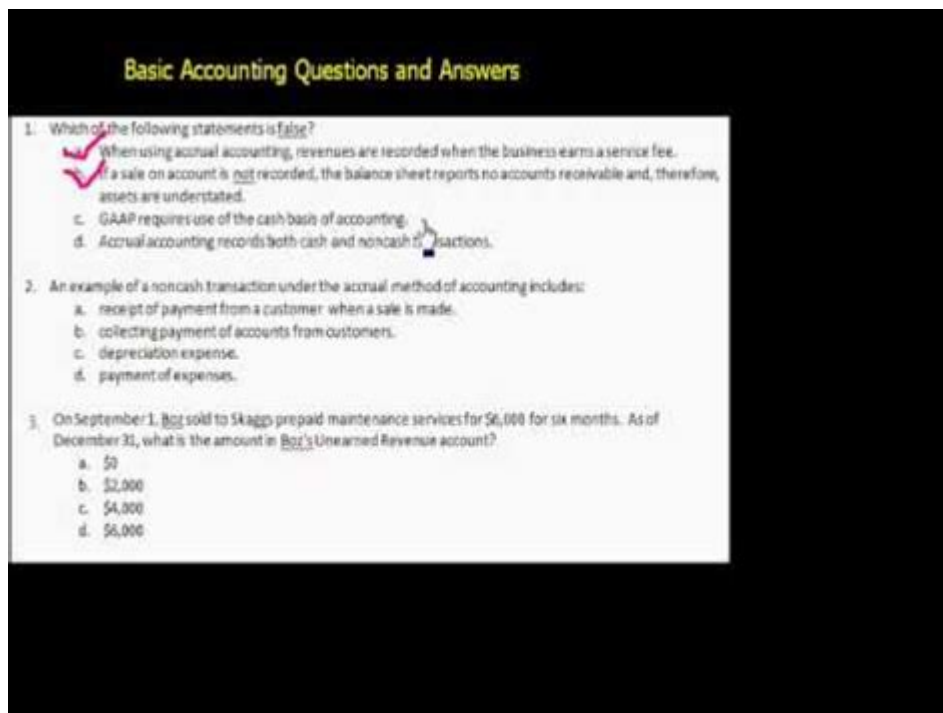 Basic Accounting Questions and Answers
1. Which of the following statements is false?
When using accrual accounting, revenues are recorded when the business earns a service fee.
If a sale on account is not recorded, the balance sheet reports no accounts receivable and, therefore,
assets are understated.
c. GAAP requires use of the cash basis of accounting.
d. Accrual accounting records both cash and noncash transactions.
2. An example of a noncash transaction under the accrual method of accounting includes:
a. receipt of payment from a customer when a sale is made.
b. collecting payment of accounts from customers.
c. depreciation expense.
d. payment of expenses.
3. On September 1, Boz sold to Skaggs prepaid maintenance services for $6,000 for six months. As of
December 31, what is the amount in Boz's Unearned Revenue account?
a. $0
b. $2,000
c. $4,000
d. $6,000